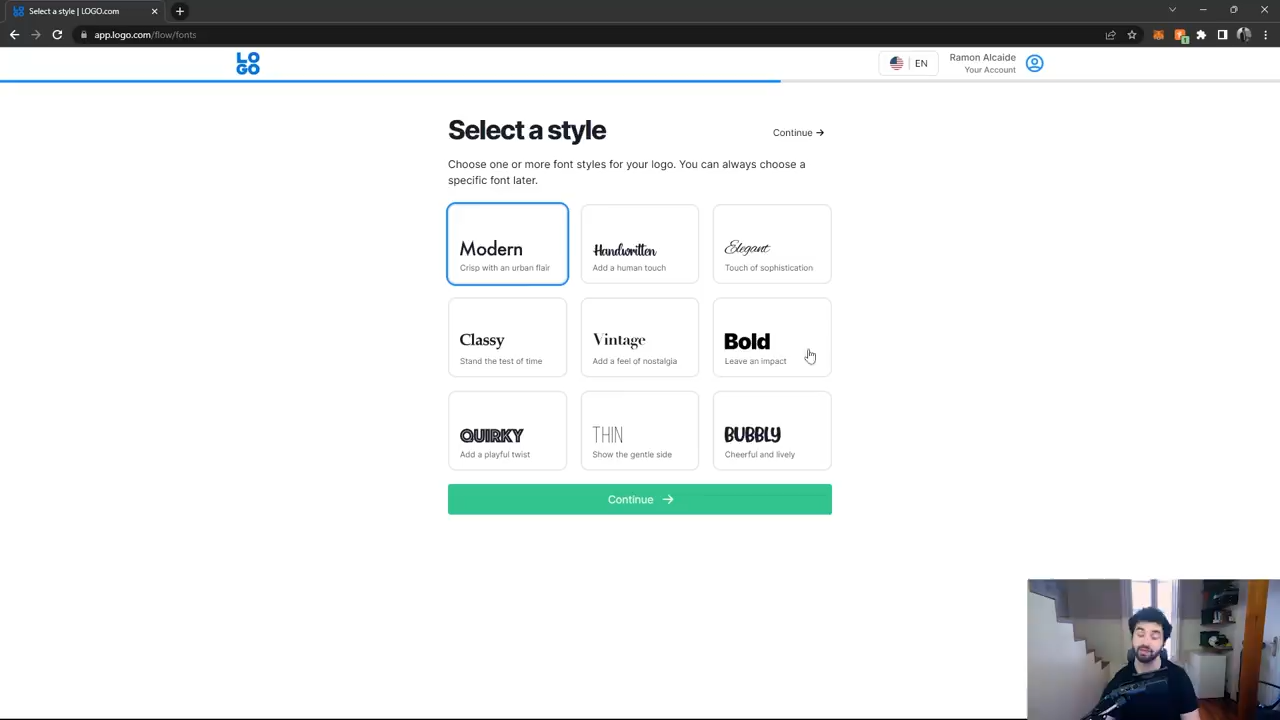 Select a style | LOGO.com
app.logo.com/flow/fonts
LO
GO
EN
Ramon Alcaide
Your Account
Select a style
Continue →
Choose one or more font styles for your logo. You can always choose a
specific font later.
Modern
Crisp with an urban flair
Handwritten
Add a human touch
Elegant
Touch of sophistication
Classy
Stand the test of time
Vintage
Add a feel of nostalgia
Bold
Leave an impact
QUIRKY
Add a playful twist
THIN
Show the gentle side
BUBBLY
Cheerful and lively
Continue →